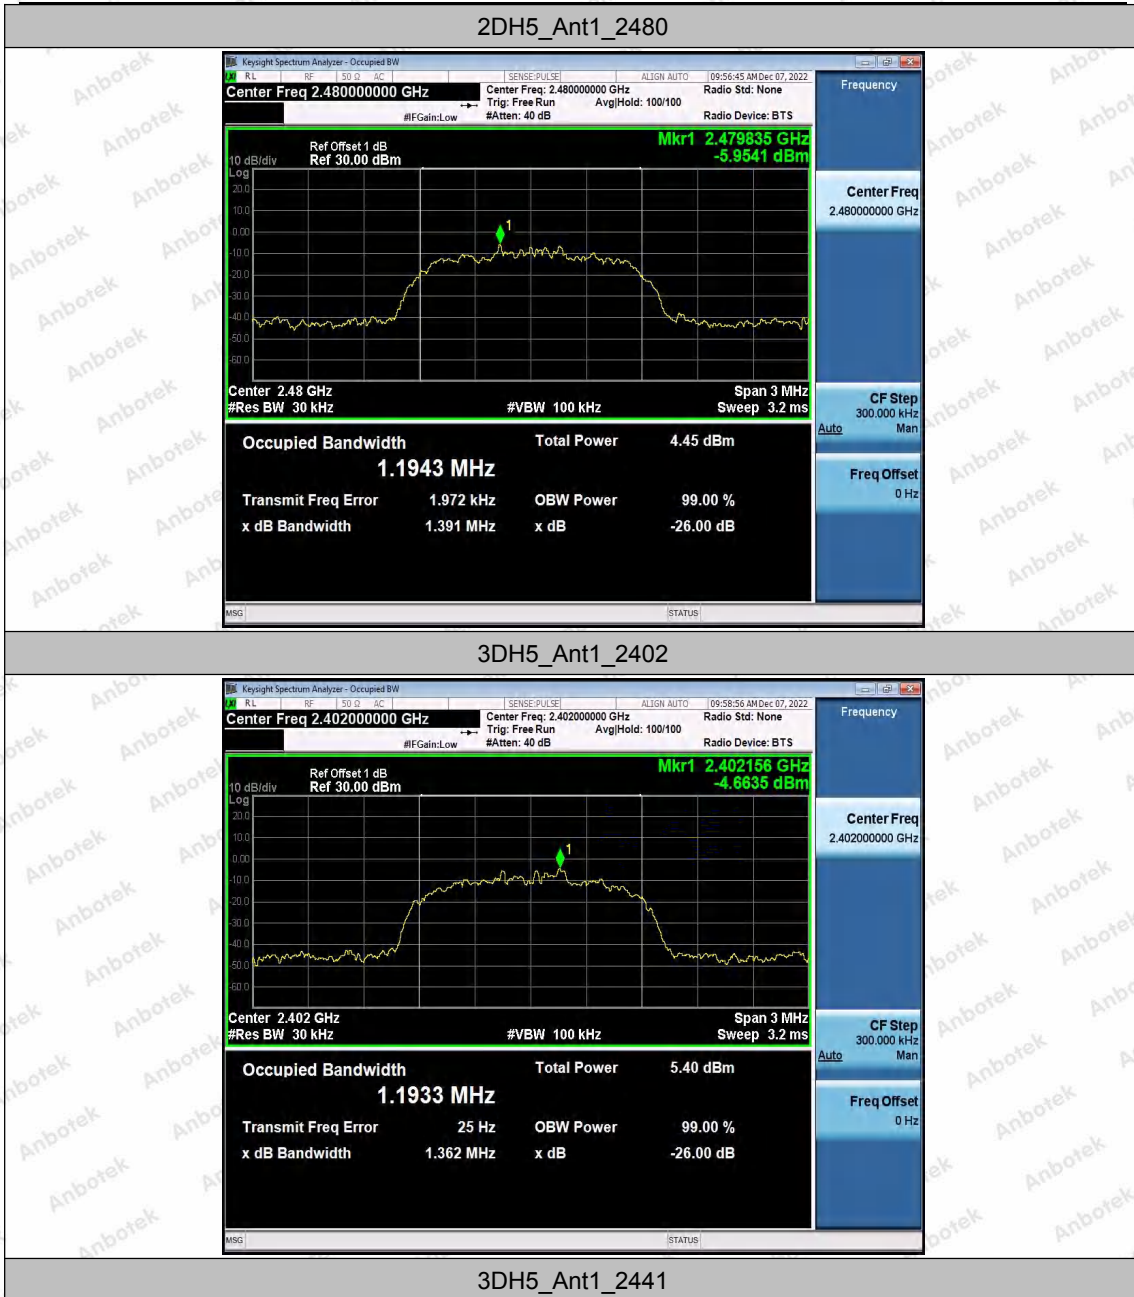 2DH5_Ant1_2480
Keysight Spectrum Analyzer - Occupied BW
RL RF 50 Ω AC SENSE:PULSE ALIGN AUTO 09:56:45 AM Dec 07, 2022
Center Freq 2.480000000 GHz
Center Freq: 2.480000000 GHz Radio Std: None
Trig: Free Run Avg|Hold: 100/100
#IFGain:Low #Atten: 40 dB Radio Device: BTS
Frequency
Mkr1 2.479835 GHz
-5.9541 dBm
Ref Offset 1 dB
10 dB/div Ref 30.00 dBm
Log
20.0
10.0
0.00
-10.0
-20.0
-30.0
-40.0
-50.0
-60.0
1
Center Freq
2.480000000 GHz
Center 2.48 GHz Span 3 MHz
#Res BW 30 kHz #VBW 100 kHz Sweep 3.2 ms
CF Step
300.000 kHz
Auto Man
Freq Offset
0 Hz
Occupied Bandwidth Total Power 4.45 dBm
1.1943 MHz
Transmit Freq Error 1.972 kHz OBW Power 99.00 %
x dB Bandwidth 1.391 MHz x dB -26.00 dB
MSG STATUS
3DH5_Ant1_2402
Keysight Spectrum Analyzer - Occupied BW
RL RF 50 Ω AC SENSE:PULSE ALIGN AUTO 09:58:56 AM Dec 07, 2022
Center Freq 2.402000000 GHz
Center Freq: 2.402000000 GHz Radio Std: None
Trig: Free Run Avg|Hold: 100/100
#IFGain:Low #Atten: 40 dB Radio Device: BTS
Frequency
Mkr1 2.402156 GHz
-4.6635 dBm
Ref Offset 1 dB
10 dB/div Ref 30.00 dBm
Log
20.0
10.0
0.00
-10.0
-20.0
-30.0
-40.0
-50.0
-60.0
1
Center Freq
2.402000000 GHz
Center 2.402 GHz Span 3 MHz
#Res BW 30 kHz #VBW 100 kHz Sweep 3.2 ms
CF Step
300.000 kHz
Auto Man
Freq Offset
0 Hz
Occupied Bandwidth Total Power 5.40 dBm
1.1933 MHz
Transmit Freq Error 25 Hz OBW Power 99.00 %
x dB Bandwidth 1.362 MHz x dB -26.00 dB
MSG STATUS
3DH5_Ant1_2441
Anbotek